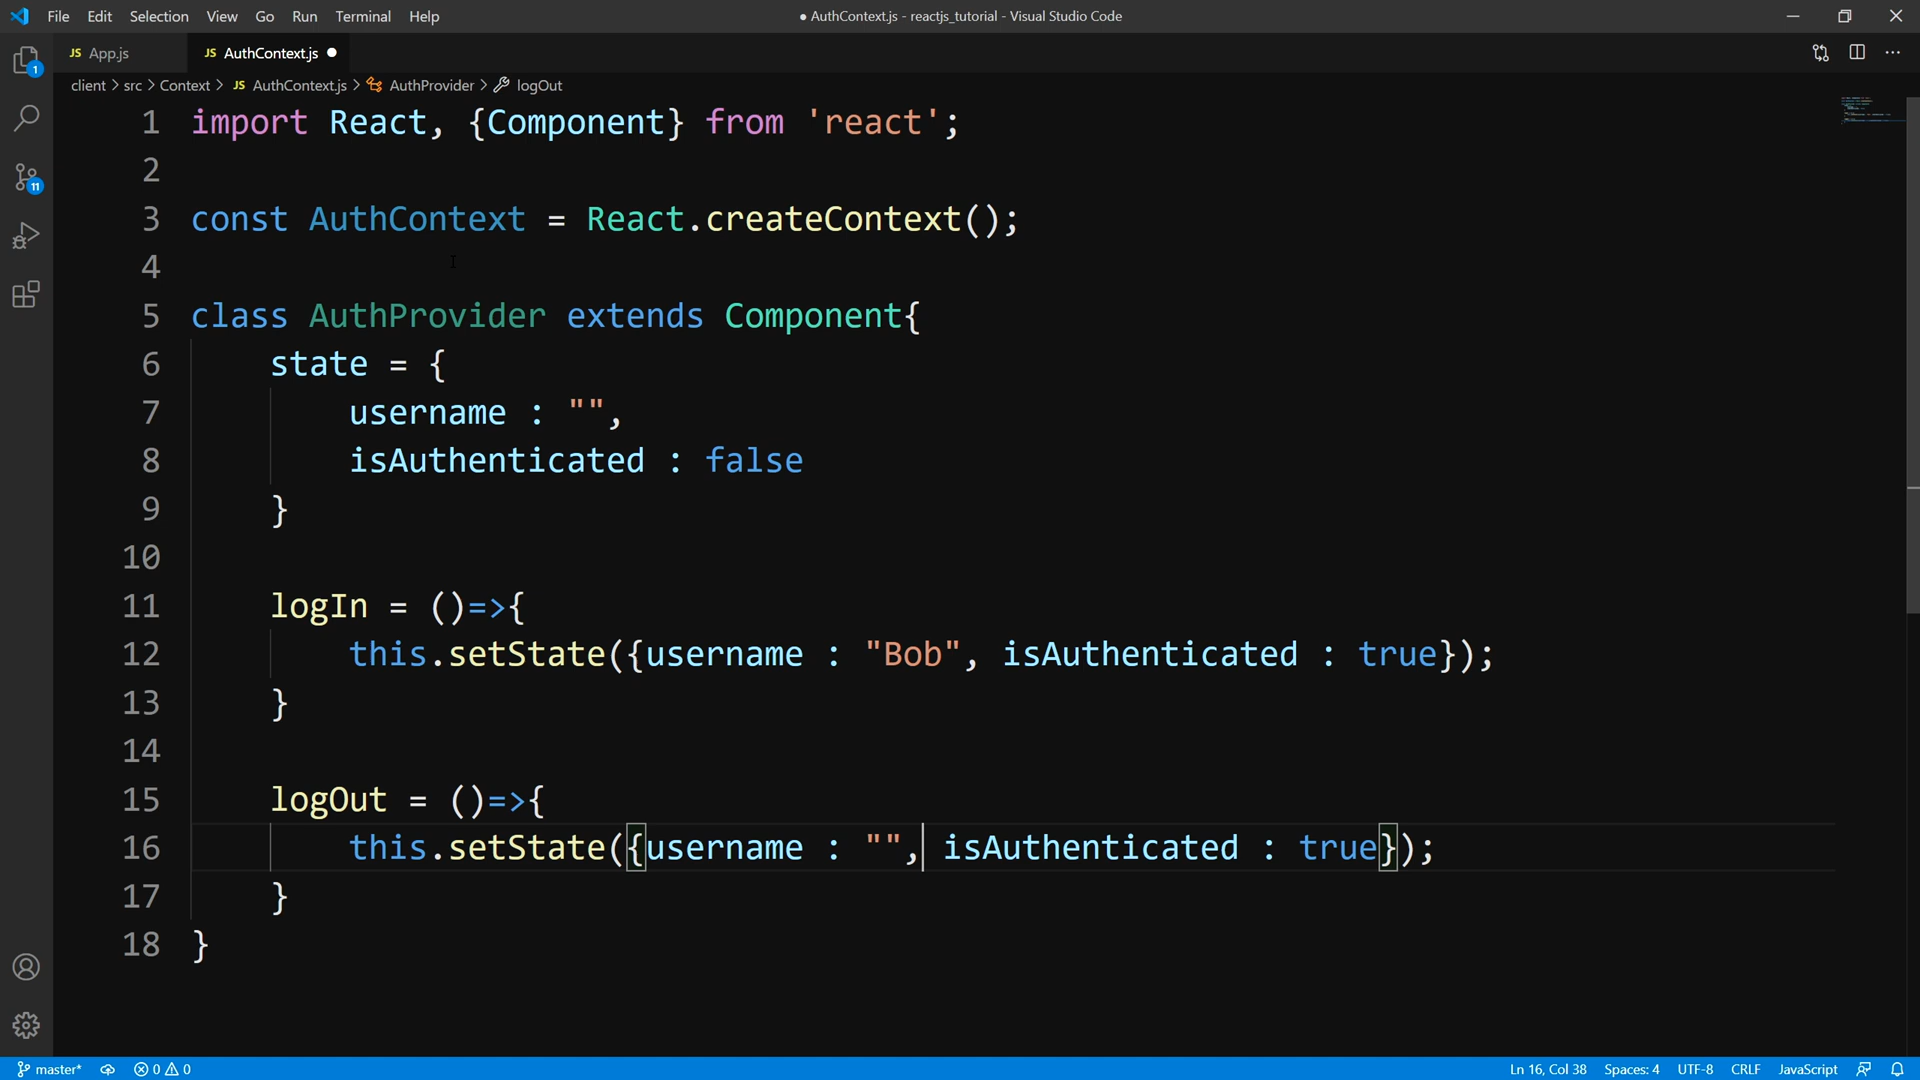 File Edit Selection View Go Run Terminal Help
● AuthContext.js - reactjs_tutorial - Visual Studio Code
JS App.js
JS AuthContext.js ●
client > src > Context > JS AuthContext.js > AuthProvider > logOut
1
11
1 import React, {Component} from 'react';
2
3 const AuthContext = React.createContext();
4
5 class AuthProvider extends Component{
6     state = {
7         username : "",
8         isAuthenticated : false
9     }
10
11     logIn = ()=>{
12         this.setState({username : "Bob", isAuthenticated : true});
13     }
14
15     logOut = ()=>{
16         this.setState({username : "", isAuthenticated : true});
17     }
18 }
master* 0 0 Ln 16, Col 38 Spaces: 4 UTF-8 CRLF JavaScript